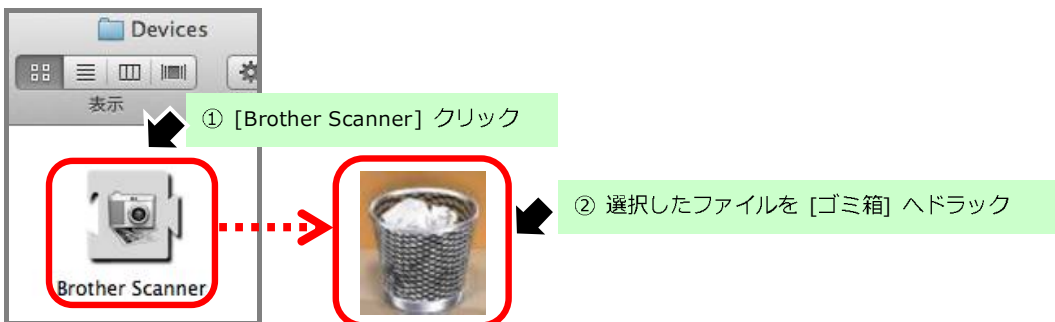 Devices
表示
① [Brother Scanner] クリック
② 選択したファイルを [ゴミ箱] へドラック
Brother Scanner